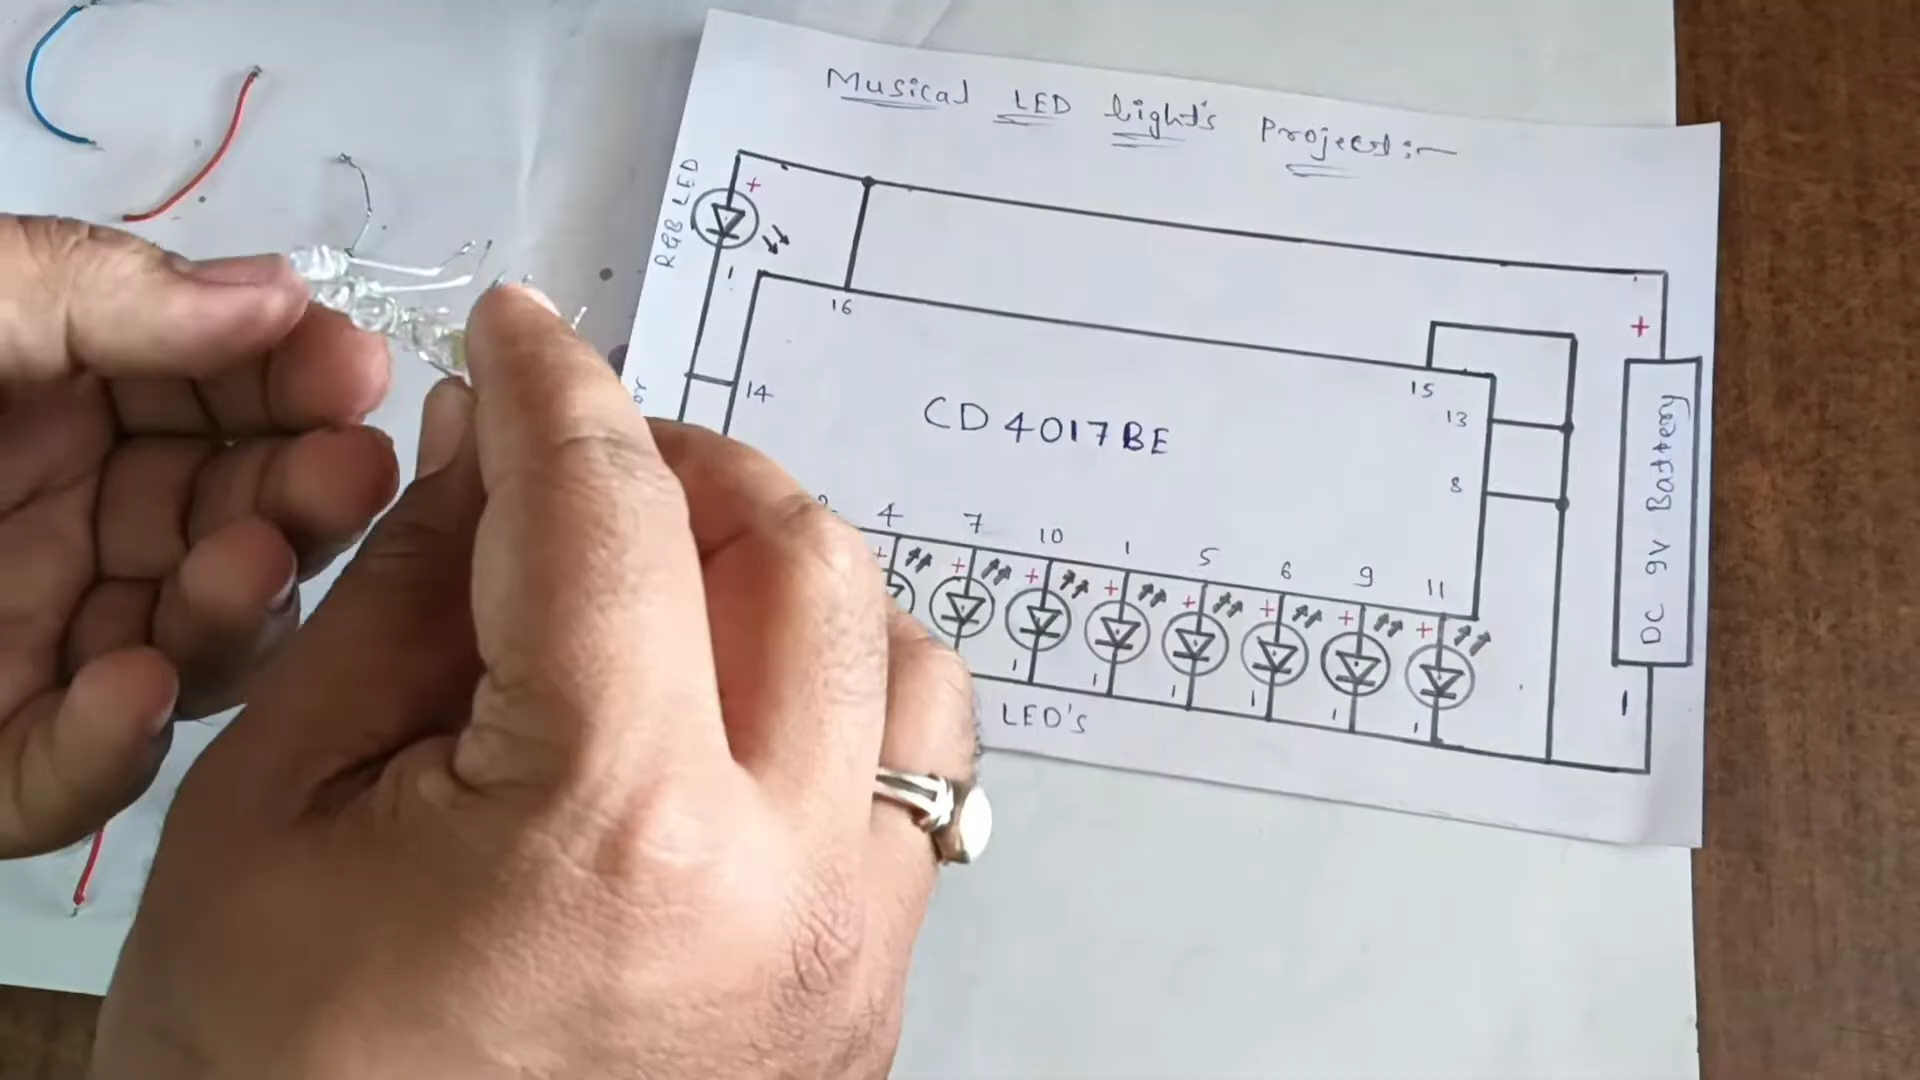 Musical LED lights Project :-
RGB LED
+
16
15
+
14
13
CD4017BE
8
DC 9V Battery
4 7 10 1 5 6 9 11
+ + + + + + + +
LED's